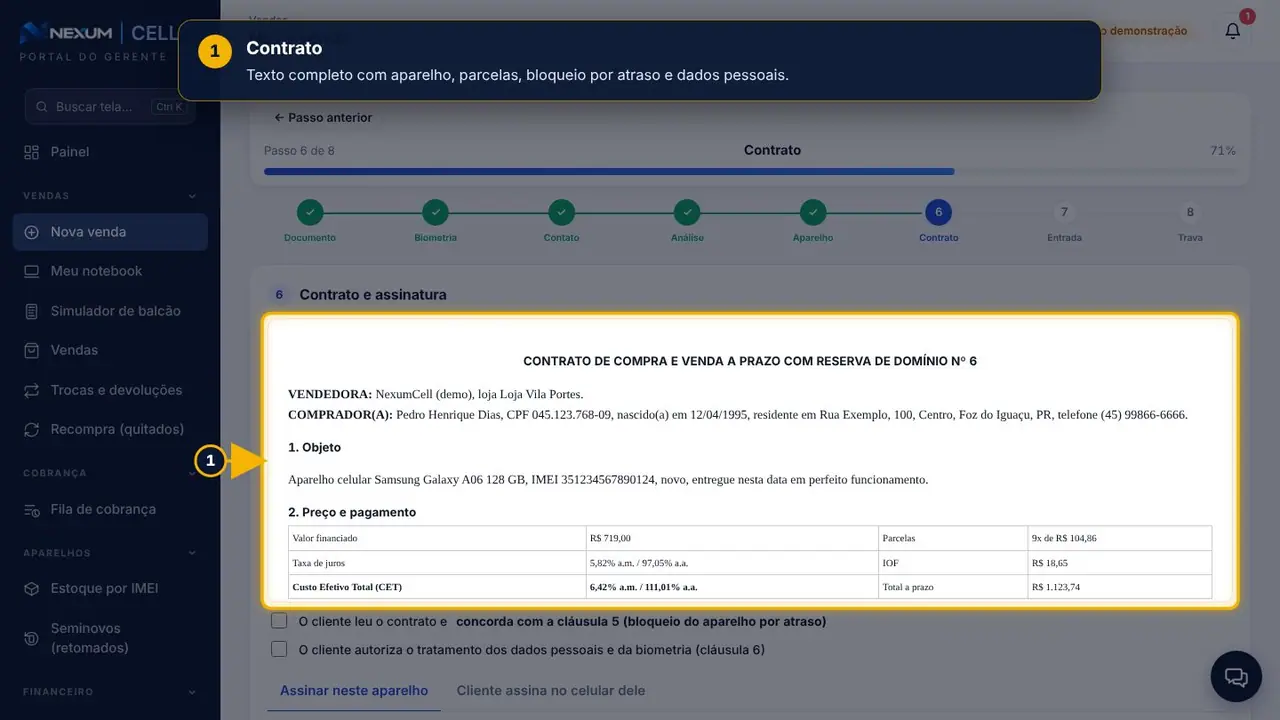 NEXUM | CELL
PORTAL DO GERENTE
Buscar tela... Ctrl K
Painel
VENDAS
Nova venda
Meu notebook
Simulador de balcão
Vendas
Trocas e devoluções
Recompra (quitados)
COBRANÇA
Fila de cobrança
APARELHOS
Estoque por IMEI
Seminovos
(retomados)
FINANCEIRO
1
Contrato
Texto completo com aparelho, parcelas, bloqueio por atraso e dados pessoais.
demonstração
1
← Passo anterior
Passo 6 de 8
Contrato
71%
6
7
8
Documento
Biometria
Contato
Análise
Aparelho
Contrato
Entrada
Trava
6 Contrato e assinatura
CONTRATO DE COMPRA E VENDA A PRAZO COM RESERVA DE DOMÍNIO Nº 6
VENDEDORA: NexumCell (demo), loja Loja Vila Portes.
COMPRADOR(A): Pedro Henrique Dias, CPF 045.123.768-09, nascido(a) em 12/04/1995, residente em Rua Exemplo, 100, Centro, Foz do Iguaçu, PR, telefone (45) 99866-6666.
1. Objeto
1
Aparelho celular Samsung Galaxy A06 128 GB, IMEI 351234567890124, novo, entregue nesta data em perfeito funcionamento.
2. Preço e pagamento
Valor financiado R$ 719,00 Parcelas 9x de R$ 104,86
Taxa de juros 5,82% a.m. / 97,05% a.a. IOF R$ 18,65
Custo Efetivo Total (CET) 6,42% a.m. / 111,01% a.a. Total a prazo R$ 1.123,74
O cliente leu o contrato e concorda com a cláusula 5 (bloqueio do aparelho por atraso)
O cliente autoriza o tratamento dos dados pessoais e da biometria (cláusula 6)
Assinar neste aparelho Cliente assina no celular dele